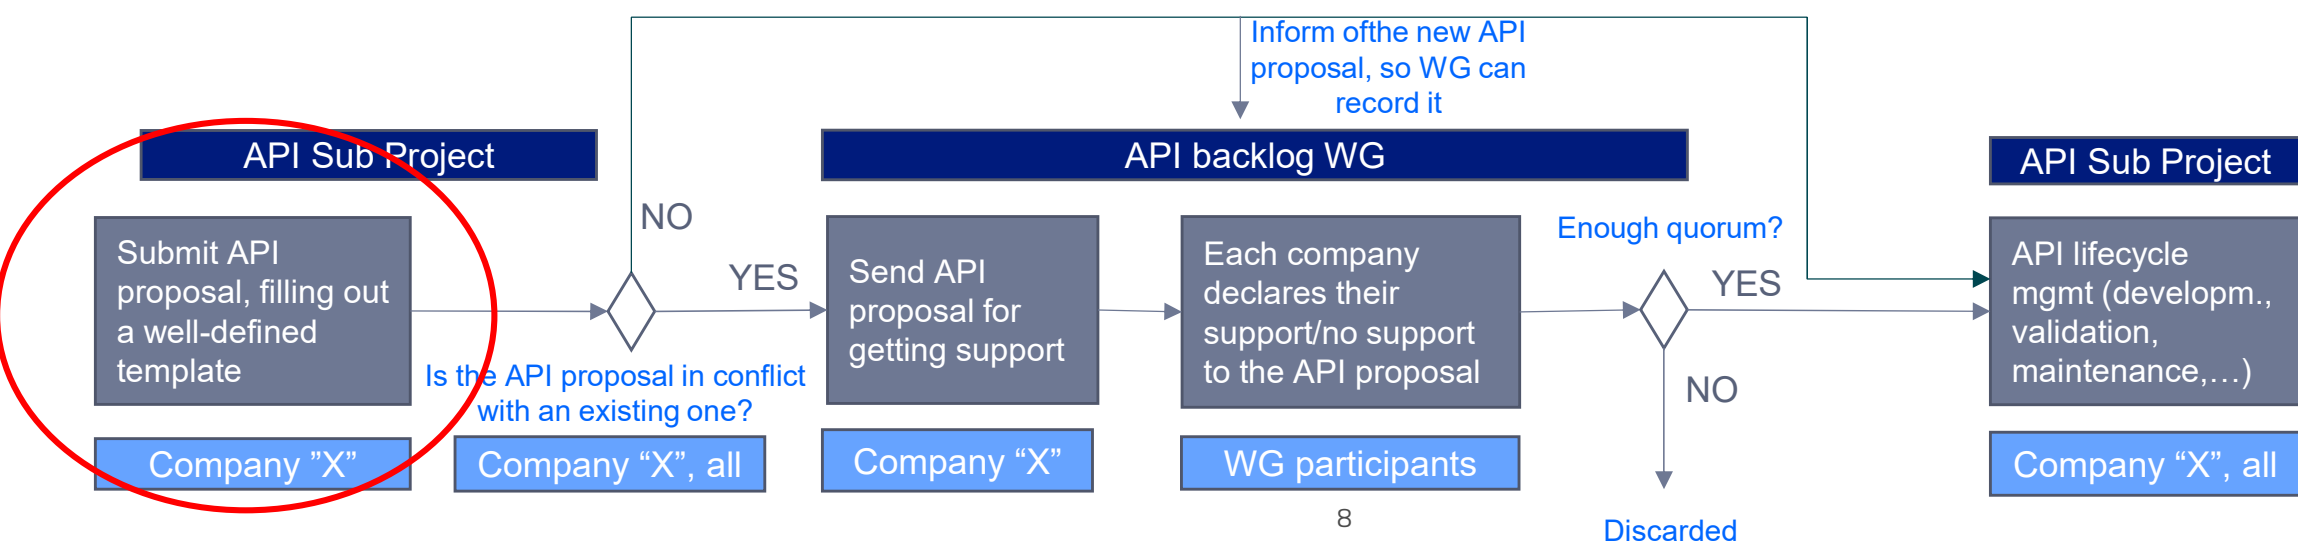 Inform ofthe new API
proposal, so WG can
record it
API Sub Project
API backlog WG
API Sub Project
Submit API
proposal, filling out
a well-defined
template
NO
YES
Is the API proposal in conflict
with an existing one?
Send API
proposal for
getting support
Each company
declares their
support/no support
to the API proposal
Enough quorum?
YES
NO
Discarded
API lifecycle
mgmt (developm.,
validation,
maintenance,…)
Company ”X”
Company “X”, all
Company “X”
WG participants
Company “X”, all
8